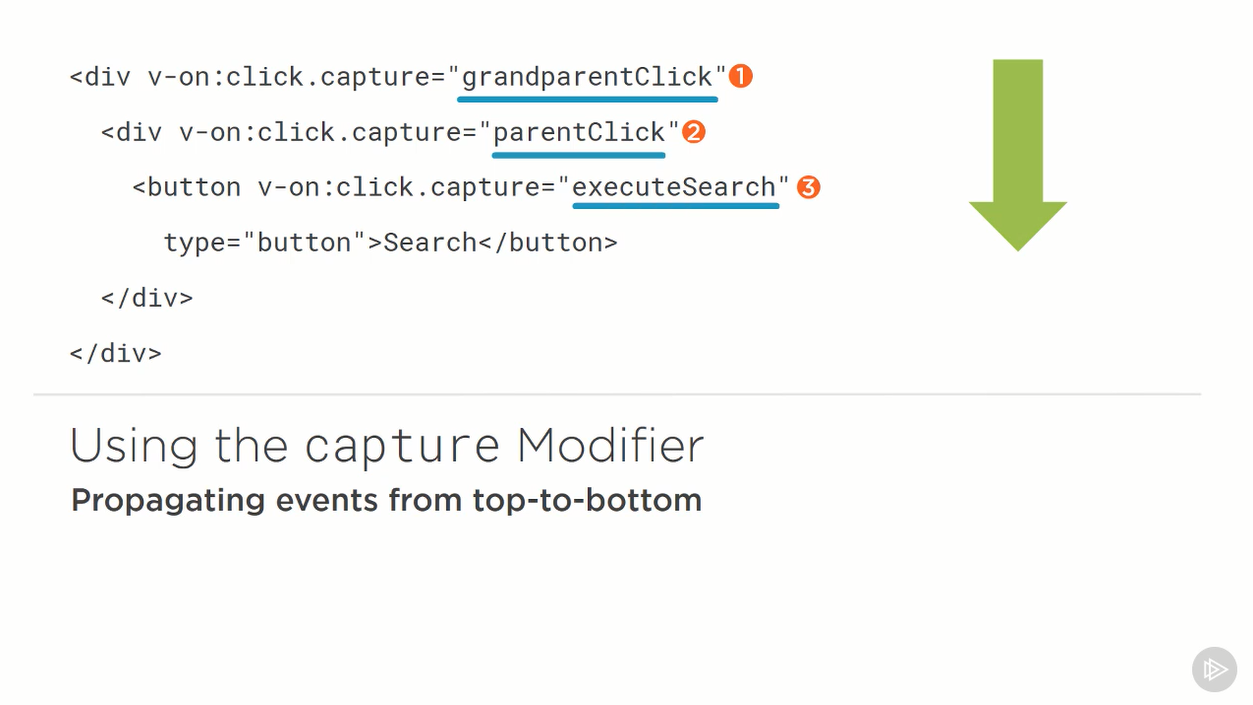 <div v-on:click.capture="grandparentClick" 1
<div v-on:click.capture="parentClick" 2
<button v-on:click.capture="executeSearch" 3
type="button">Search</button>
</div>
</div>
Using the capture Modifier
Propagating events from top-to-bottom